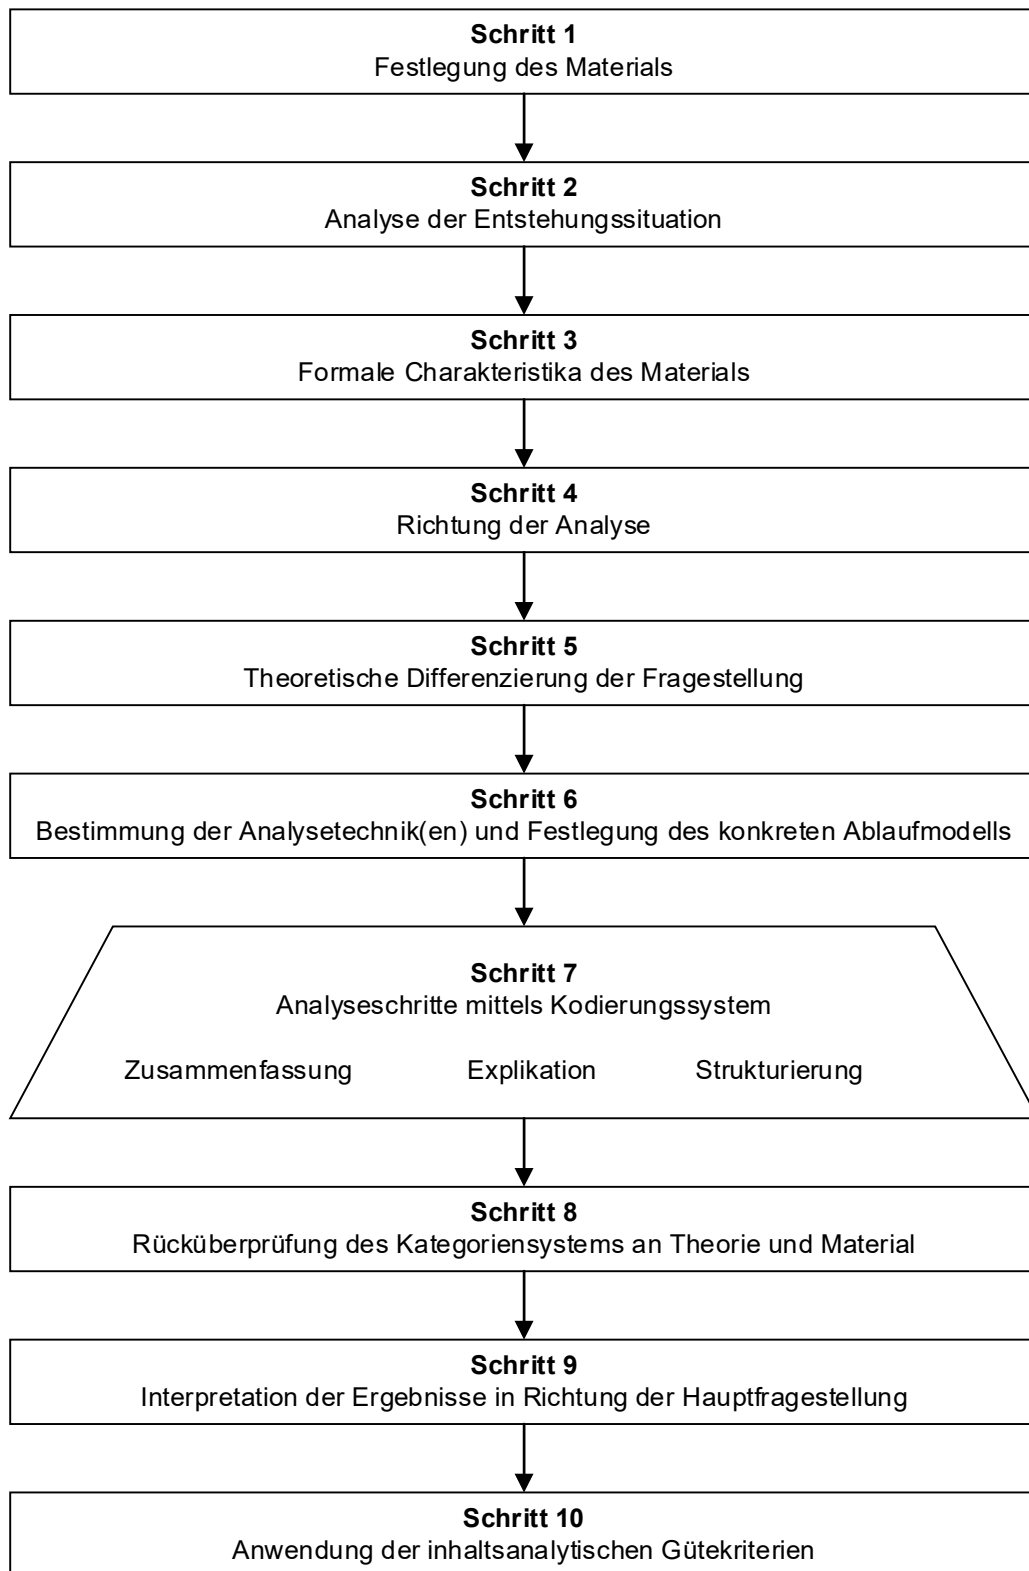 Schritt 1
Festlegung des Materials
Schritt 2
Analyse der Entstehungssituation
Schritt 3
Formale Charakteristika des Materials
Schritt 4
Richtung der Analyse
Schritt 5
Theoretische Differenzierung der Fragestellung
Schritt 6
Bestimmung der Analysetechnik(en) und Festlegung des konkreten Ablaufmodells
Schritt 7
Analyseschritte mittels Kodierungssystem
Zusammenfassung Explikation Strukturierung
Schritt 8
Rücküberprüfung des Kategoriensystems an Theorie und Material
Schritt 9
Interpretation der Ergebnisse in Richtung der Hauptfragestellung
Schritt 10
Anwendung der inhaltsanalytischen Gütekriterien